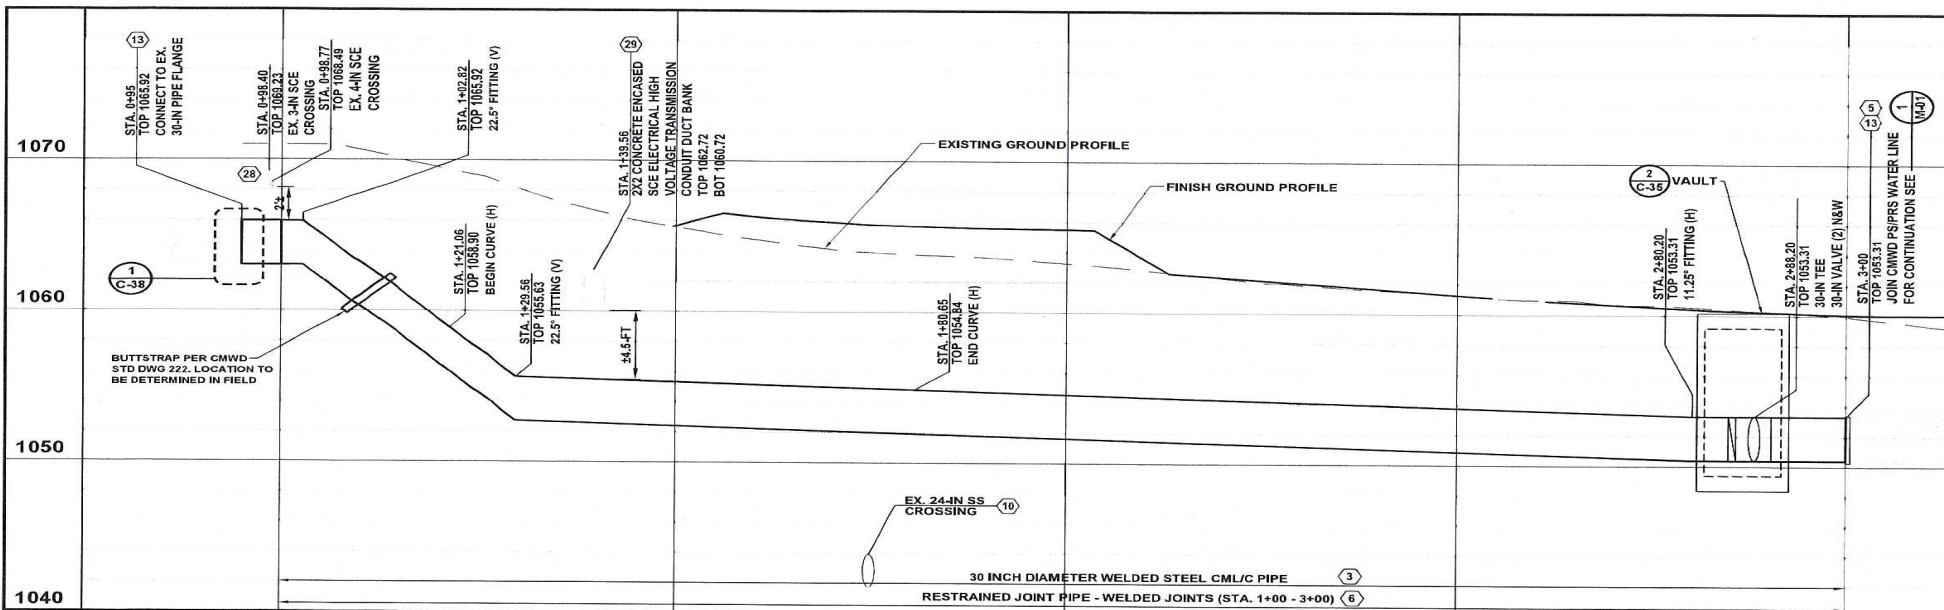 13
STA. 0+95
TOP 1065.92
CONNECT TO EX.
30-IN PIPE FLANGE
STA. 0+98.40
TOP 1069.23
EX. 3-IN SCE
CROSSING
STA. 0+98.77
TOP 1068.49
EX. 4-IN SCE
CROSSING
STA. 1+02.82
TOP 1065.92
22.5° FITTING (V)
29
STA. 1+39.56
2X2 CONCRETE ENCASED
SCE ELECTRICAL HIGH
VOLTAGE TRANSMISSION
CONDUIT DUCT BANK
TOP 1062.72
BOT 1060.72
EXISTING GROUND PROFILE
FINISH GROUND PROFILE
2
C-35
VAULT
5
13
1
M-01
STA. 3+00
TOP 1053.31
JOIN CMWD PS/PRS WATER LINE
FOR CONTINUATION SEE
1070
28
2'±
1
C-38
STA. 1+21.06
TOP 1058.90
BEGIN CURVE (H)
STA. 1+29.56
TOP 1055.63
22.5° FITTING (V)
±4.5-FT
STA. 1+80.65
TOP 1054.84
END CURVE (H)
STA. 2+80.20
TOP 1053.31
11.25° FITTING (H)
STA. 2+88.20
TOP 1053.31
30-IN TEE
30-IN VALVE (2) N&W
1060
BUTTSTRAP PER CMWD
STD DWG 222. LOCATION TO
BE DETERMINED IN FIELD
1050
EX. 24-IN SS
CROSSING
10
30 INCH DIAMETER WELDED STEEL CML/C PIPE
3
1040
RESTRAINED JOINT PIPE - WELDED JOINTS (STA. 1+00 - 3+00)
6